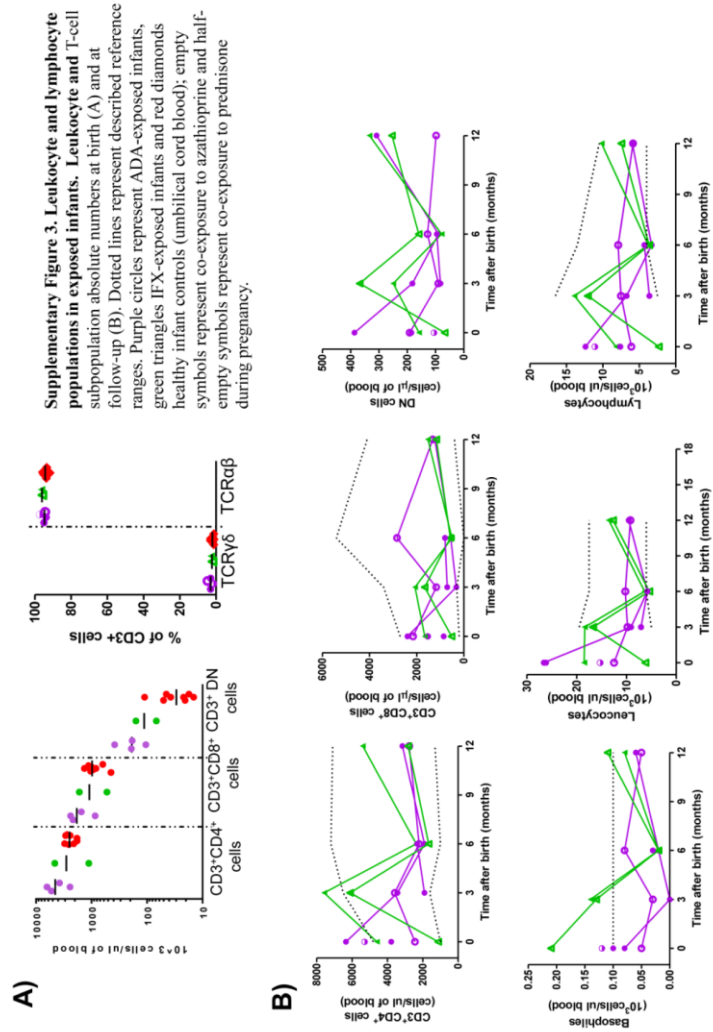 A)
10^3 cells/ul of blood
10000
1000
100
10
CD3⁺CD4⁺
cells
CD3⁺CD8⁺
cells
CD3⁺ DN
cells
% of CD3+ cells
100
80
60
40
20
0
TCRγδ
TCRαβ
Supplementary Figure 3. Leukocyte and lymphocyte
populations in exposed infants. Leukocyte and T-cell
subpopulation absolute numbers at birth (A) and at
follow-up (B). Dotted lines represent described reference
ranges. Purple circles represent ADA-exposed infants,
green triangles IFX-exposed infants and red diamonds
healthy infant controls (umbilical cord blood); empty
symbols represent co-exposure to azathioprine and half-
empty symbols represent co-exposure to prednisone
during pregnancy.
B)
CD3⁺CD4⁺ cells
(cells/ul of blood)
8000
6000
4000
2000
0
0 3 6 9 12
Time after birth (months)
CD3⁺CD8⁺ cells
(cells/μl of blood)
6000
4000
2000
0
0 3 6 9 12
Time after birth (months)
DN cells
(cells/μl of blood)
500
400
300
200
100
0
0 3 6 9 12
Time after birth (months)
Basophiles
(10³cells/ul blood)
0.25
0.20
0.15
0.10
0.05
0.00
0 3 6 9 12
Time after birth (months)
Leucocytes
(10³cells/ul blood)
30
20
10
0
0 3 6 9 12 18
Time after birth (months)
Lymphocytes
(10³cells/ul blood)
20
15
10
5
0
0 3 6 9 12
Time after birth (months)